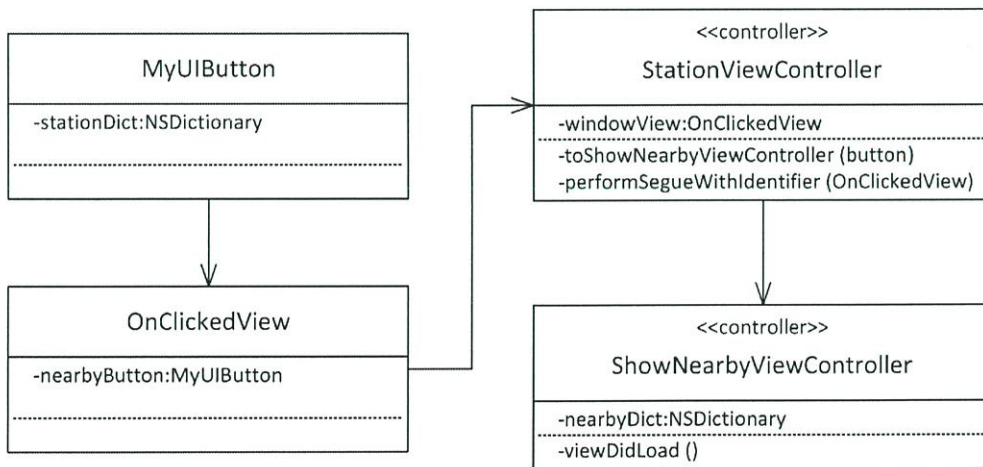 MyUIButton
-stationDict:NSDictionary
OnClickedView
-nearbyButton:MyUIButton
<<controller>>
StationViewController
-windowView:OnClickedView
-toShowNearbyViewController (button)
-performSegueWithIdentifier (OnClickedView)
<<controller>>
ShowNearbyViewController
-nearbyDict:NSDictionary
-viewDidLoad ()